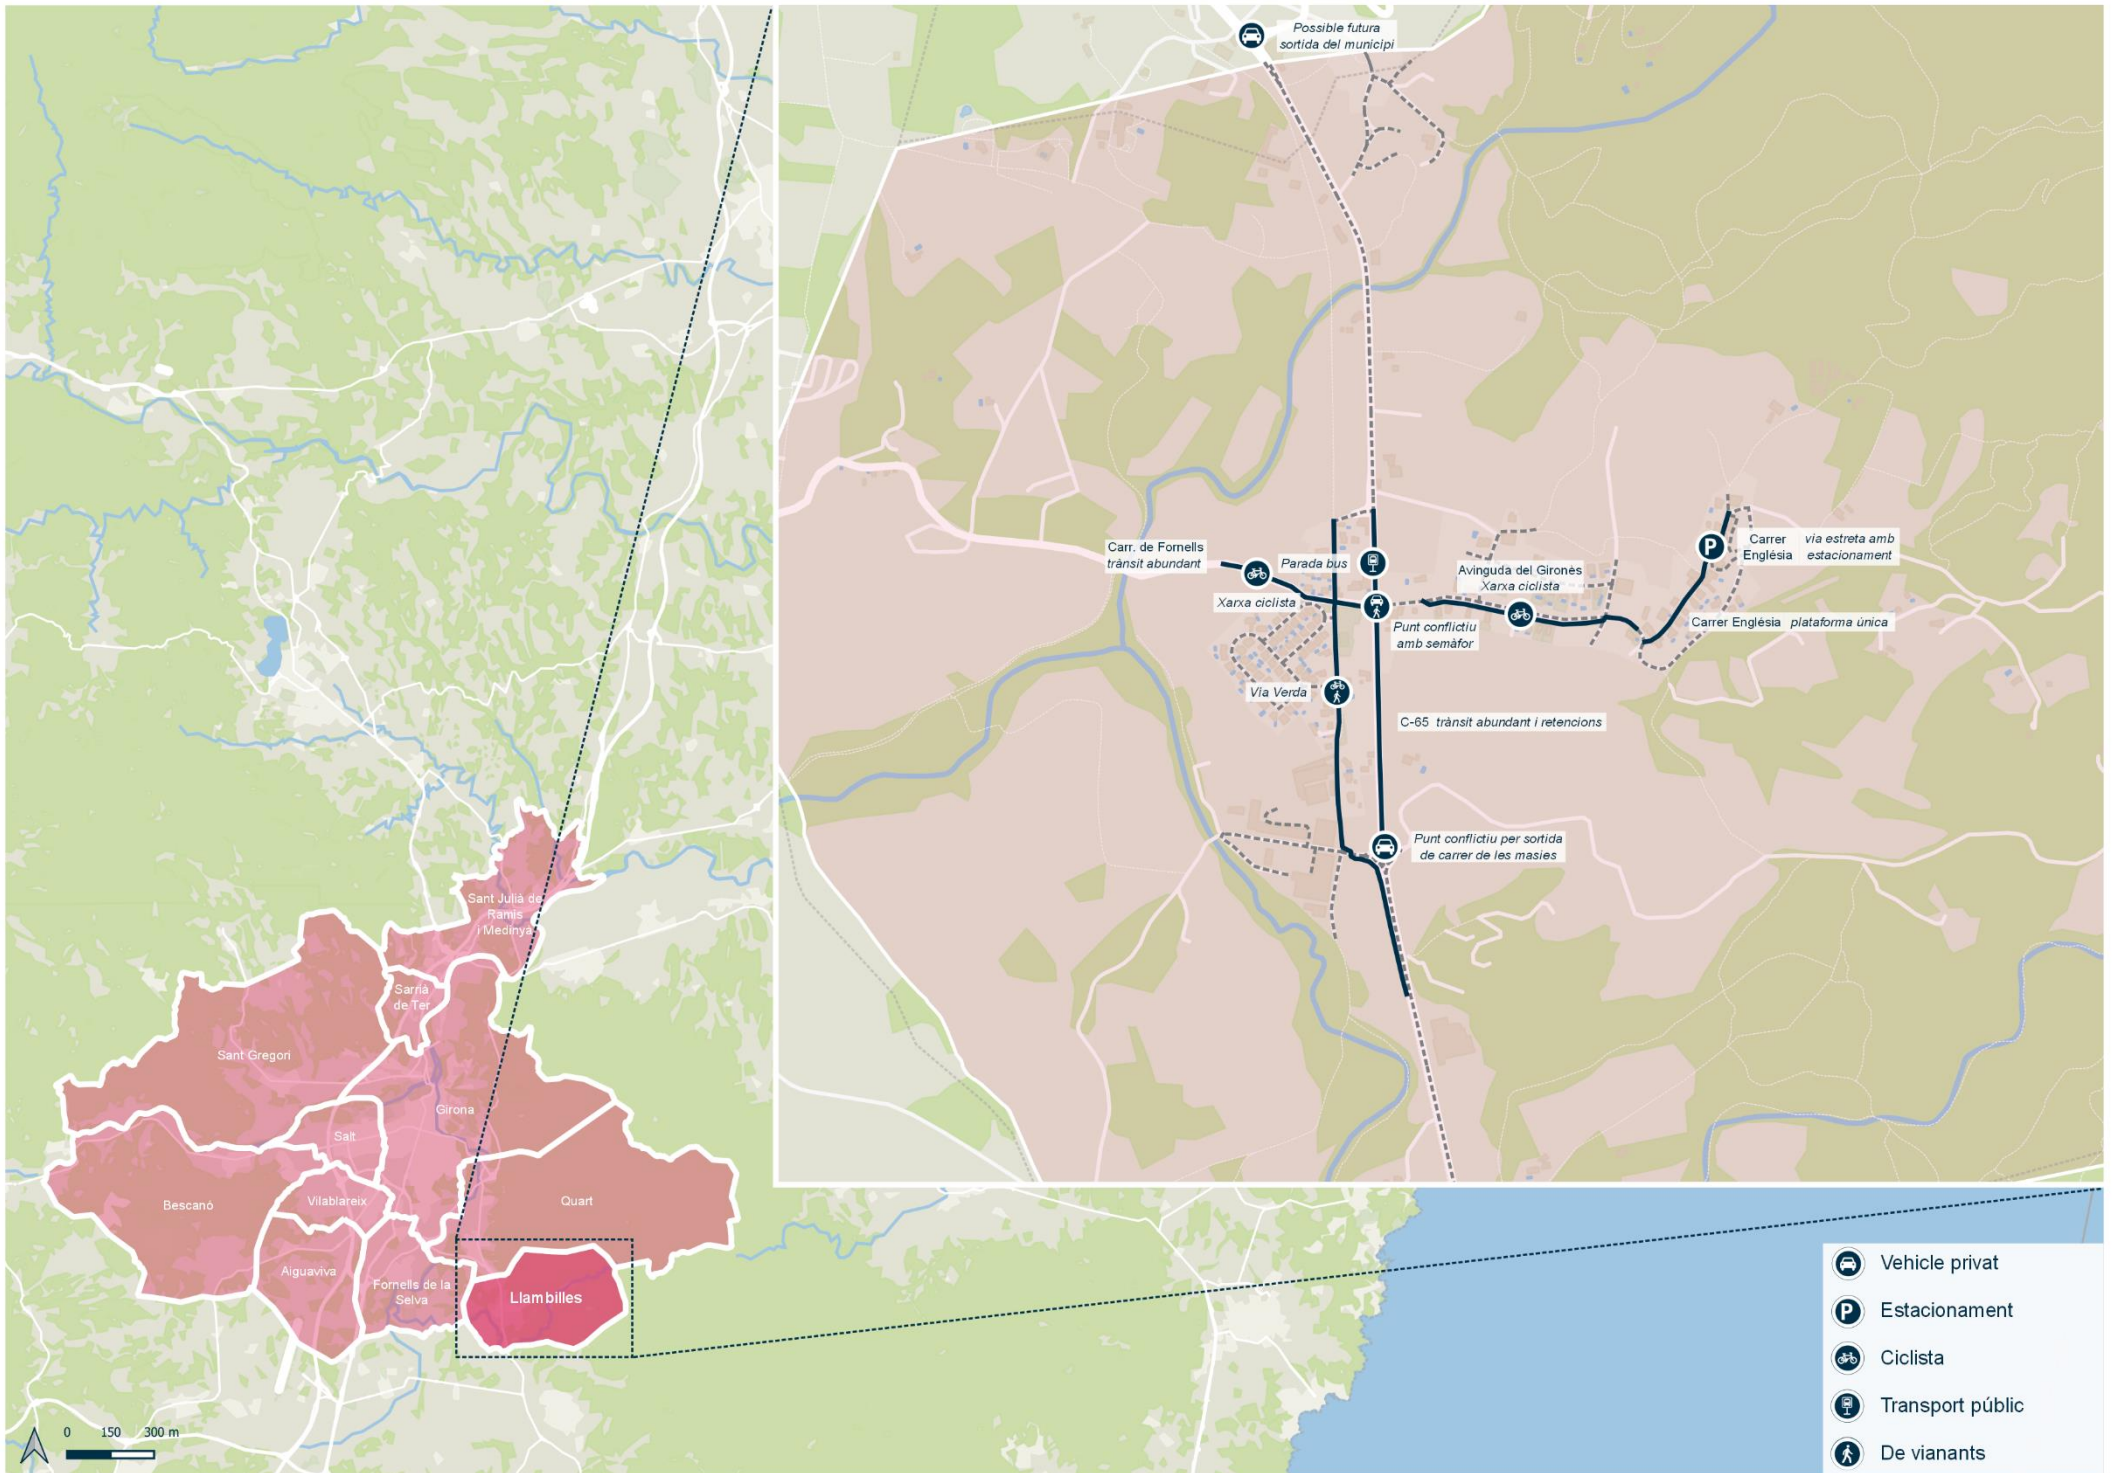 Possible futura
sortida del municipi
Carr. de Fornells
trànsit abundant
Parada bus
Xarxa ciclista
Avinguda del Gironès
Xarxa ciclista
Carrer
Englésia
via estreta amb
estacionament
Carrer Englésia plataforma única
Punt conflictiu
amb semàfor
Via Verda
C-65 trànsit abundant i retencions
Punt conflictiu per sortida
de carrer de les masies
Sant Julià de
Ramis
i Medinyà
Sarrià
de Ter
Sant Gregori
Girona
Salt
Bescanó
Vilablareix
Quart
Aiguaviva
Fornells de la
Selva
Llambilles
0 150 300 m
Vehicle privat
Estacionament
Ciclista
Transport públic
De vianants